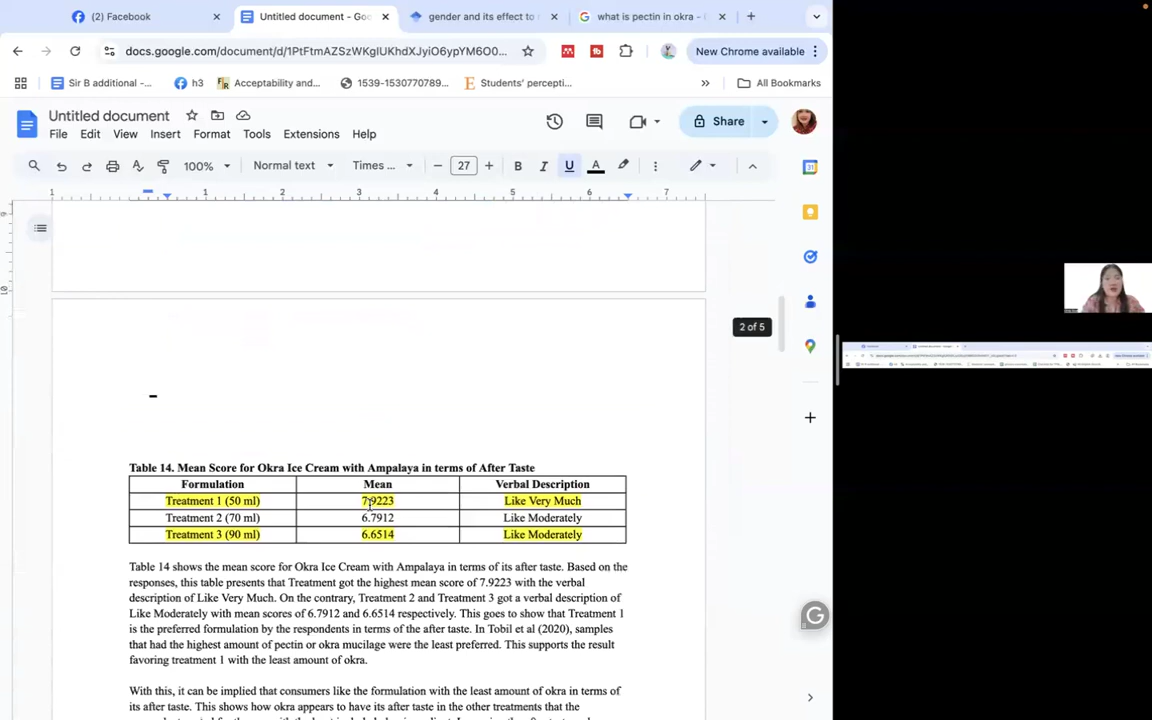 Facebook
Untitled document - Goo
gender and its effect to
what is pectin in okra -
docs.google.com/document/d/1PtFtmAZSzWKgIUKhdXJyiO6ypYM6O0...
New Chrome available
Sir B additional -...
h3
Acceptability and...
1539-1530770789...
Students' percepti...
All Bookmarks
Untitled document
File Edit View Insert Format Tools Extensions Help
Share
100%
Normal text
Times ...
27
B I U A
1 1 2 3 4 5 6 7
2 of 5
-
Table 14. Mean Score for Okra Ice Cream with Ampalaya in terms of After Taste
Formulation Mean Verbal Description
Treatment 1 (50 ml) 7.9223 Like Very Much
Treatment 2 (70 ml) 6.7912 Like Moderately
Treatment 3 (90 ml) 6.6514 Like Moderately
Table 14 shows the mean score for Okra Ice Cream with Ampalaya in terms of its after taste. Based on the
responses, this table presents that Treatment got the highest mean score of 7.9223 with the verbal
description of Like Very Much. On the contrary, Treatment 2 and Treatment 3 got a verbal description of
Like Moderately with mean scores of 6.7912 and 6.6514 respectively. This goes to show that Treatment 1
is the preferred formulation by the respondents in terms of the after taste. In Tobil et al (2020), samples
that had the highest amount of pectin or okra mucilage were the least preferred. This supports the result
favoring treatment 1 with the least amount of okra.
With this, it can be implied that consumers like the formulation with the least amount of okra in terms of
its after taste. This shows how okra appears to have its after taste in the other treatments that the